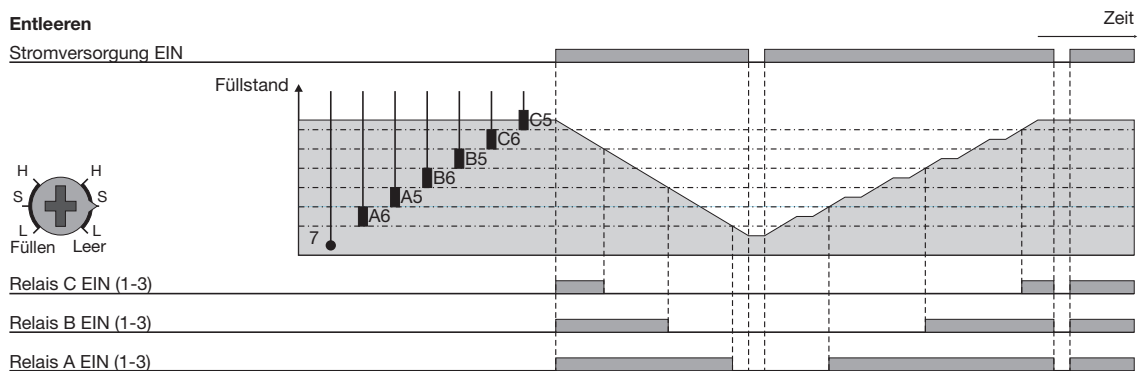 Entleeren
Zeit
Stromversorgung EIN
Füllstand
C5
C6
B5
B6
A5
A6
7
H H
S S
L L
Füllen Leer
Relais C EIN (1-3)
Relais B EIN (1-3)
Relais A EIN (1-3)